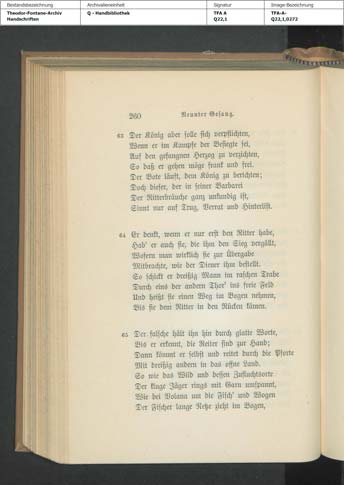 Bestandsbezeichnung Archivalieneinheit Signatur Image-Bezeichnung
Theodor-Fontane-Archiv Q - Handbibliothek TFA A TFA-A-
Handschriften Q22,1 Q22,1,0272
260 Neunter Gesang.
63 Der König aber solle sich verpflichten,
Wenn er im Kampfe der Besiegte sei,
Auf den gefangnen Herzog zu verzichten,
So daß er gehen möge frank und frei.
Der Bote läuft, dem König zu berichten;
Doch dieser, der in seiner Barbarei
Der Ritterbräuche ganz unkundig ist,
Sinnt nur auf Trug, Verrat und Hinterlist.
64 Er denkt, wenn er nur erst den Ritter habe,
Hab' er auch sie, die ihn den Sieg vergällt,
Wofern man wirklich sie zur Übergabe
Mitbrächte, wie der Diener ihm bestellt.
So schickt er dreißig Mann im raschen Trabe
Durch eins der andern Thor' ins freie Feld
Und heißt sie einen Weg im Bogen nehmen,
Bis sie dem Ritter in den Rücken kämen.
65 Der falsche hält ihn hin durch glatte Worte,
Bis er erkennt, die Reiter sind zur Hand;
Dann kömmt er selbst und reitet durch die Pforte
Mit dreißig andern in das offne Land.
So wie das Wild und dessen Zufluchtsorte
Der kluge Jäger rings mit Garn umspannt,
Wie bei Volana um die Fisch' und Wogen
Der Fischer lange Netze zieht im Bogen,